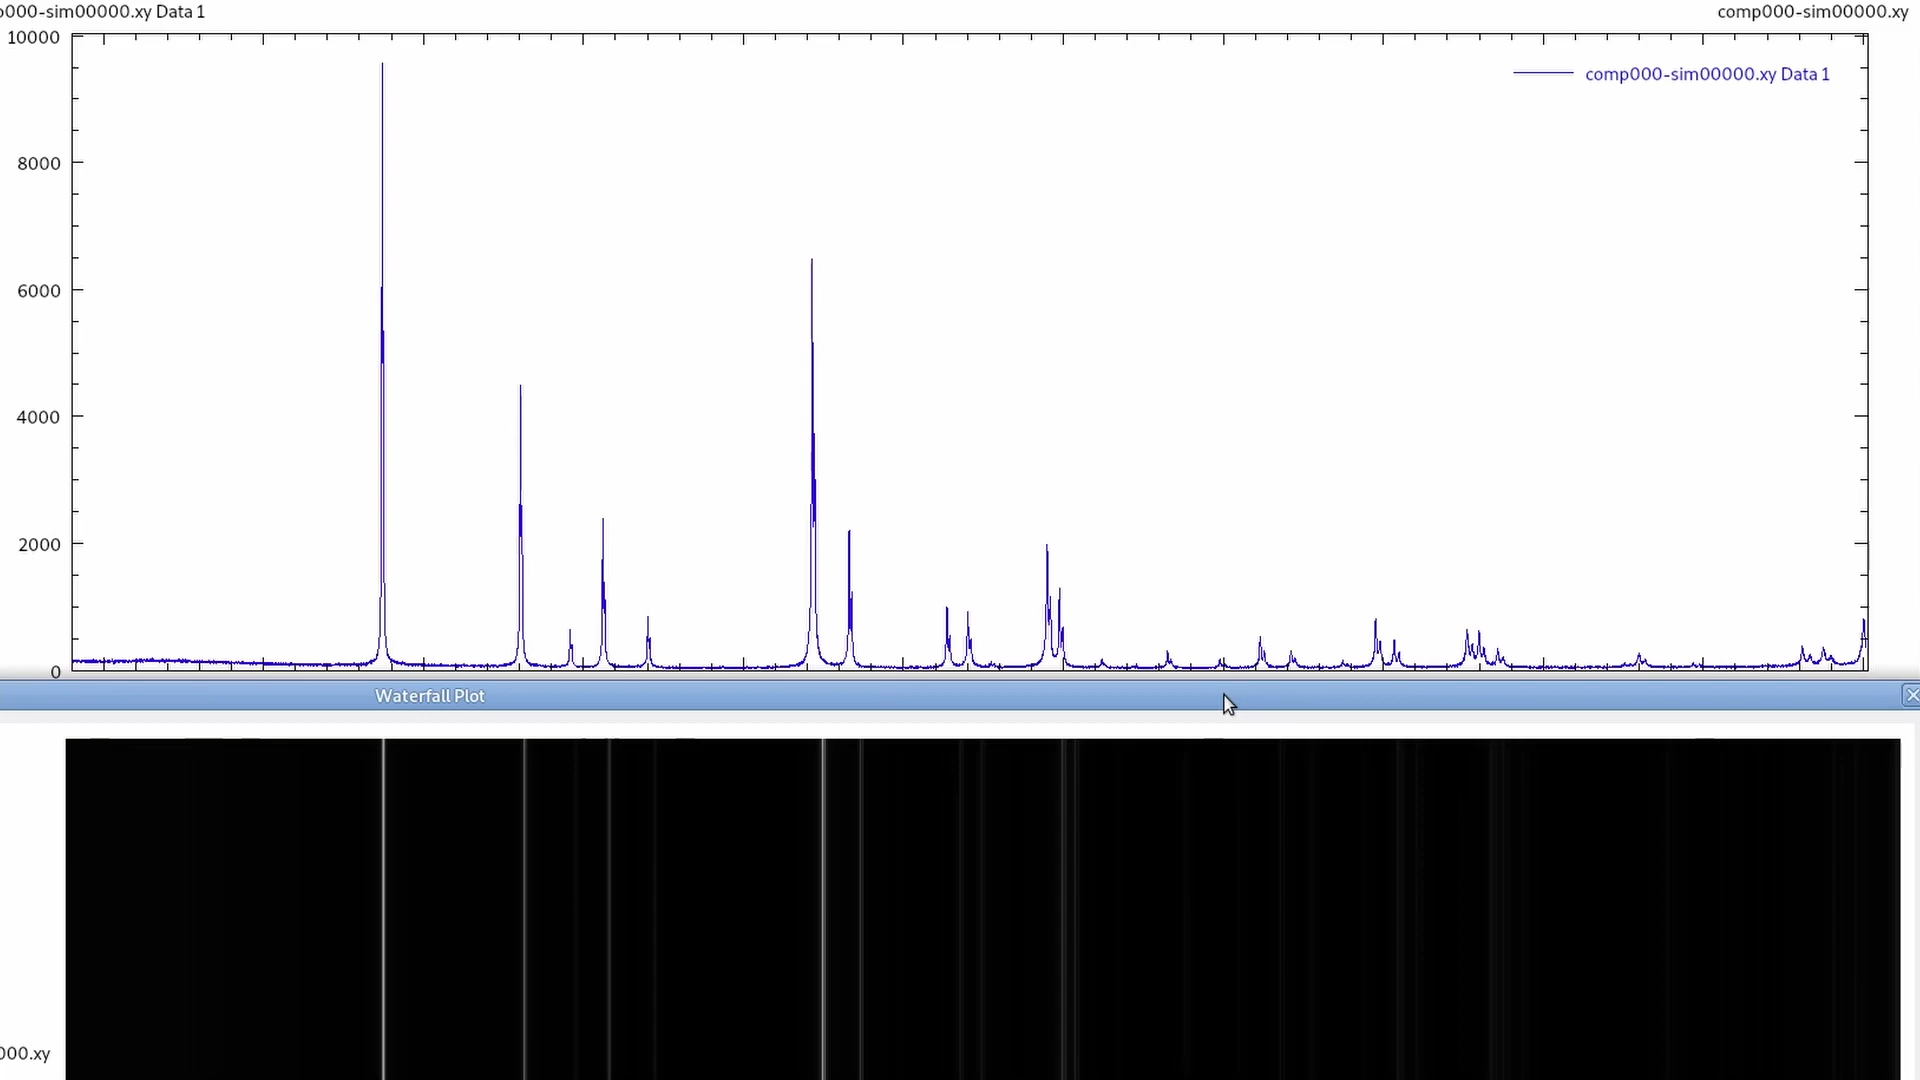 000-sim00000.xy Data 1
comp000-sim00000.xy
comp000-sim00000.xy Data 1
10000
8000
6000
4000
2000
0
Waterfall Plot
000.xy